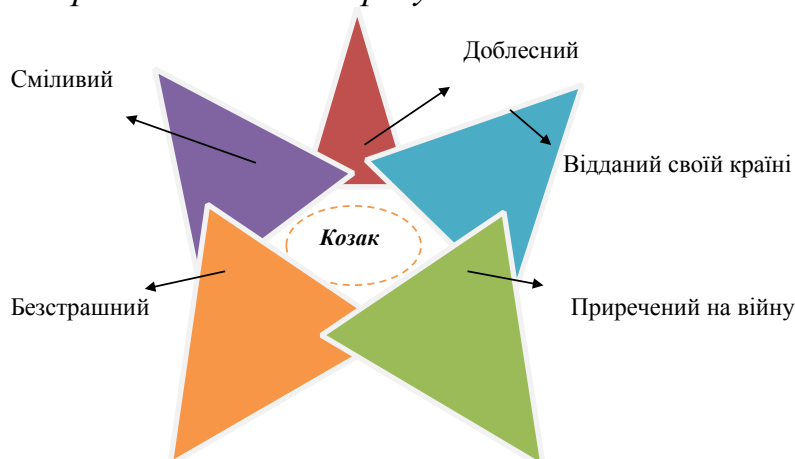 Доблесний
Сміливий
Відданий своїй країні
Козак
Безстрашний
Приречений на війну